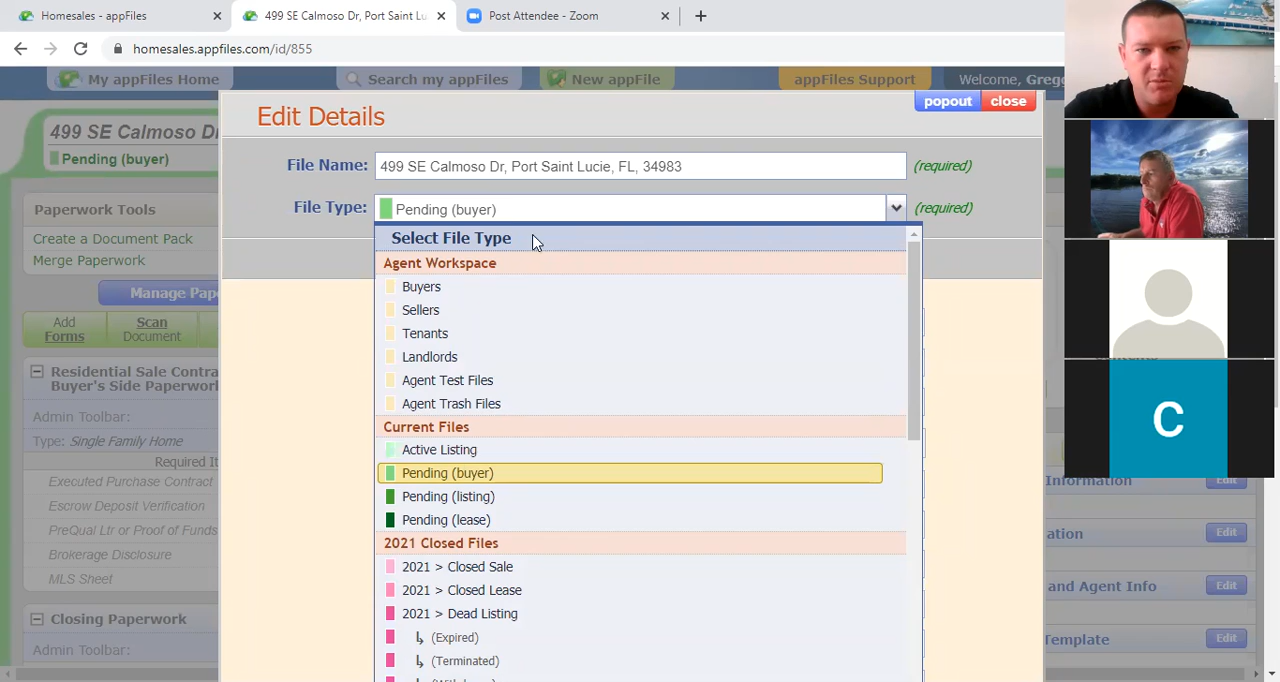 Homesales - appFiles
499 SE Calmoso Dr, Port Saint Lu
Post Attendee - Zoom
homesales.appfiles.com/id/855
My appFiles Home
Search my appFiles
New appFile
appFiles Support
Welcome, Grego
499 SE Calmoso D
Pending (buyer)
Paperwork Tools
Create a Document Pack
Merge Paperwork
Manage Pap
Add Forms
Scan Document
Residential Sale Contra
Buyer's Side Paperwor
Admin Toolbar:
Type: Single Family Home
Required It
Executed Purchase Contract
Escrow Deposit Verification
PreQual Ltr or Proof of Funds
Brokerage Disclosure
MLS Sheet
Closing Paperwork
Admin Toolbar:
Edit Details
popout
close
File Name:
499 SE Calmoso Dr, Port Saint Lucie, FL, 34983
(required)
File Type:
Pending (buyer)
(required)
Select File Type
Agent Workspace
Buyers
Sellers
Tenants
Landlords
Agent Test Files
Agent Trash Files
Current Files
Active Listing
Pending (buyer)
Pending (listing)
Pending (lease)
2021 Closed Files
2021 > Closed Sale
2021 > Closed Lease
2021 > Dead Listing
↳ (Expired)
↳ (Terminated)
Information
Edit
ation
Edit
and Agent Info
Edit
Template
Edit
C